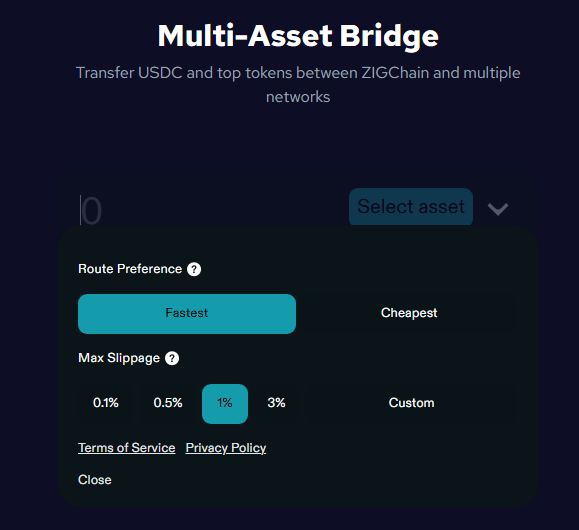 Multi-Asset Bridge
Transfer USDC and top tokens between ZIGChain and multiple
networks
0 Select asset
Route Preference ?
Fastest Cheapest
Max Slippage ?
0.1% 0.5% 1% 3% Custom
Terms of Service Privacy Policy
Close